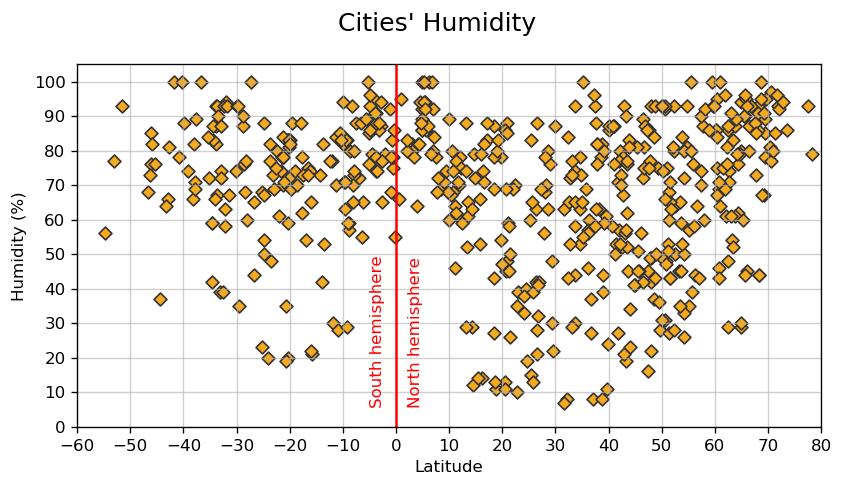 Cities' Humidity
Humidity (%)
100
90
80
70
60
50
40
30
20
10
0
South hemisphere
North hemisphere
−60 −50 −40 −30 −20 −10 0 10 20 30 40 50 60 70 80
Latitude